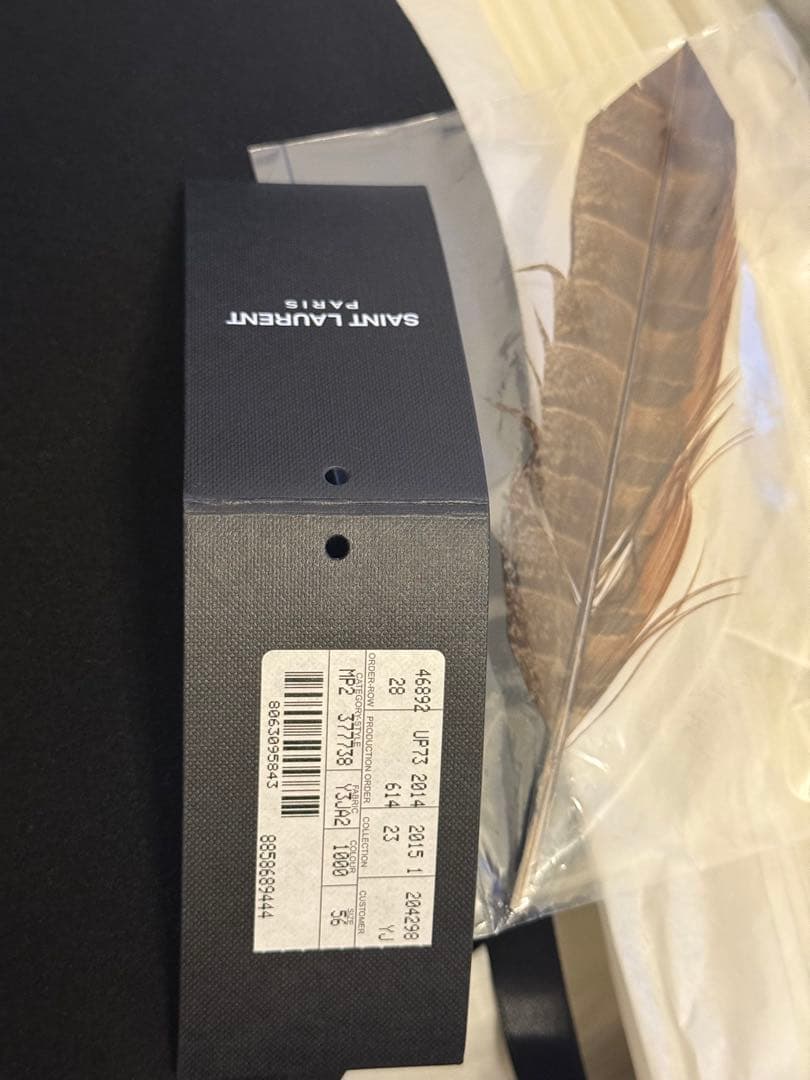 SAINT LAURENT
PARIS
46892 UP73 2014 2015 1 204298
28 614 23 YJ
ORDER-ROW PRODUCTION ORDER COLLECTION CUSTOMER
MP2 377738 Y3JA2 1000 56
CATEGORY-STYLE FABRIC COLOUR SIZE
8063095843 8858689444